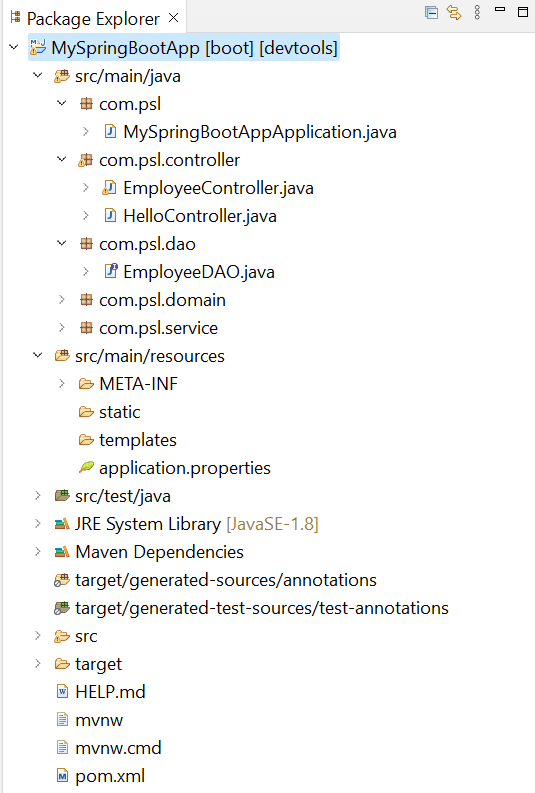 Package Explorer
MySpringBootApp [boot] [devtools]
src/main/java
com.psl
MySpringBootAppApplication.java
com.psl.controller
EmployeeController.java
HelloController.java
com.psl.dao
EmployeeDAO.java
com.psl.domain
com.psl.service
src/main/resources
META-INF
static
templates
application.properties
src/test/java
JRE System Library [JavaSE-1.8]
Maven Dependencies
target/generated-sources/annotations
target/generated-test-sources/test-annotations
src
target
HELP.md
mvnw
mvnw.cmd
pom.xml